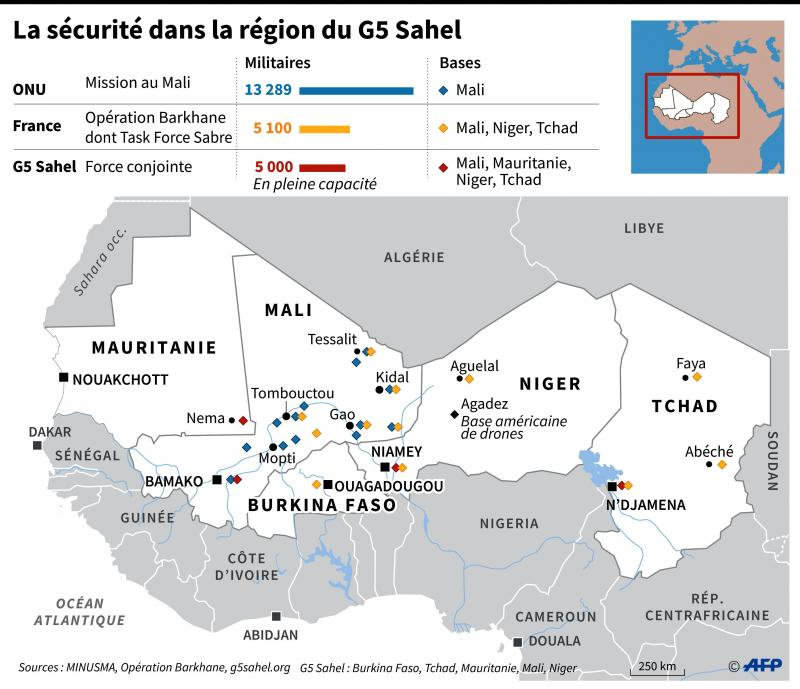 La sécurité dans la région du G5 Sahel
Militaires
Bases
ONU
Mission au Mali
13 289
Mali
France
Opération Barkhane
dont Task Force Sabre
5 100
Mali, Niger, Tchad
G5 Sahel
Force conjointe
5 000
En pleine capacité
Mali, Mauritanie,
Niger, Tchad
Sahara occ.
ALGÉRIE
LIBYE
MALI
MAURITANIE
Tessalit
NOUAKCHOTT
Kidal
Aguelal
NIGER
Faya
TCHAD
Tombouctou
Agadez
Base américaine
de drones
Nema
Gao
DAKAR
SÉNÉGAL
Mopti
NIAMEY
Abéché
SOUDAN
BAMAKO
OUAGADOUGOU
BURKINA FASO
N'DJAMENA
GUINÉE
NIGERIA
CÔTE
D'IVOIRE
OCÉAN
ATLANTIQUE
ABIDJAN
CAMEROUN
DOUALA
RÉP.
CENTRAFRICAINE
Sources : MINUSMA, Opération Barkhane, g5sahel.org G5 Sahel : Burkina Faso, Tchad, Mauritanie, Mali, Niger
250 km
© AFP